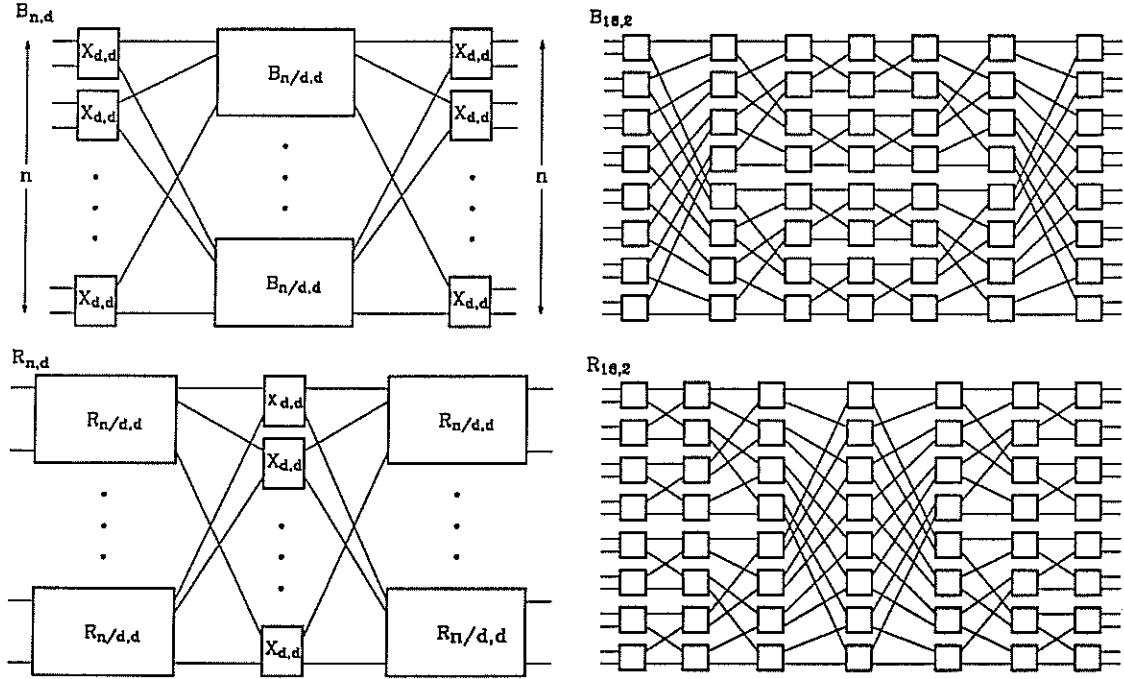 B_{n,d}
n
X_{d,d}
X_{d,d}
X_{d,d}
B_{n/d,d}
B_{n/d,d}
X_{d,d}
X_{d,d}
X_{d,d}
n
B_{16,2}
R_{n,d}
R_{n/d,d}
R_{n/d,d}
X_{d,d}
X_{d,d}
X_{d,d}
R_{n/d,d}
R_{n/d,d}
R_{16,2}